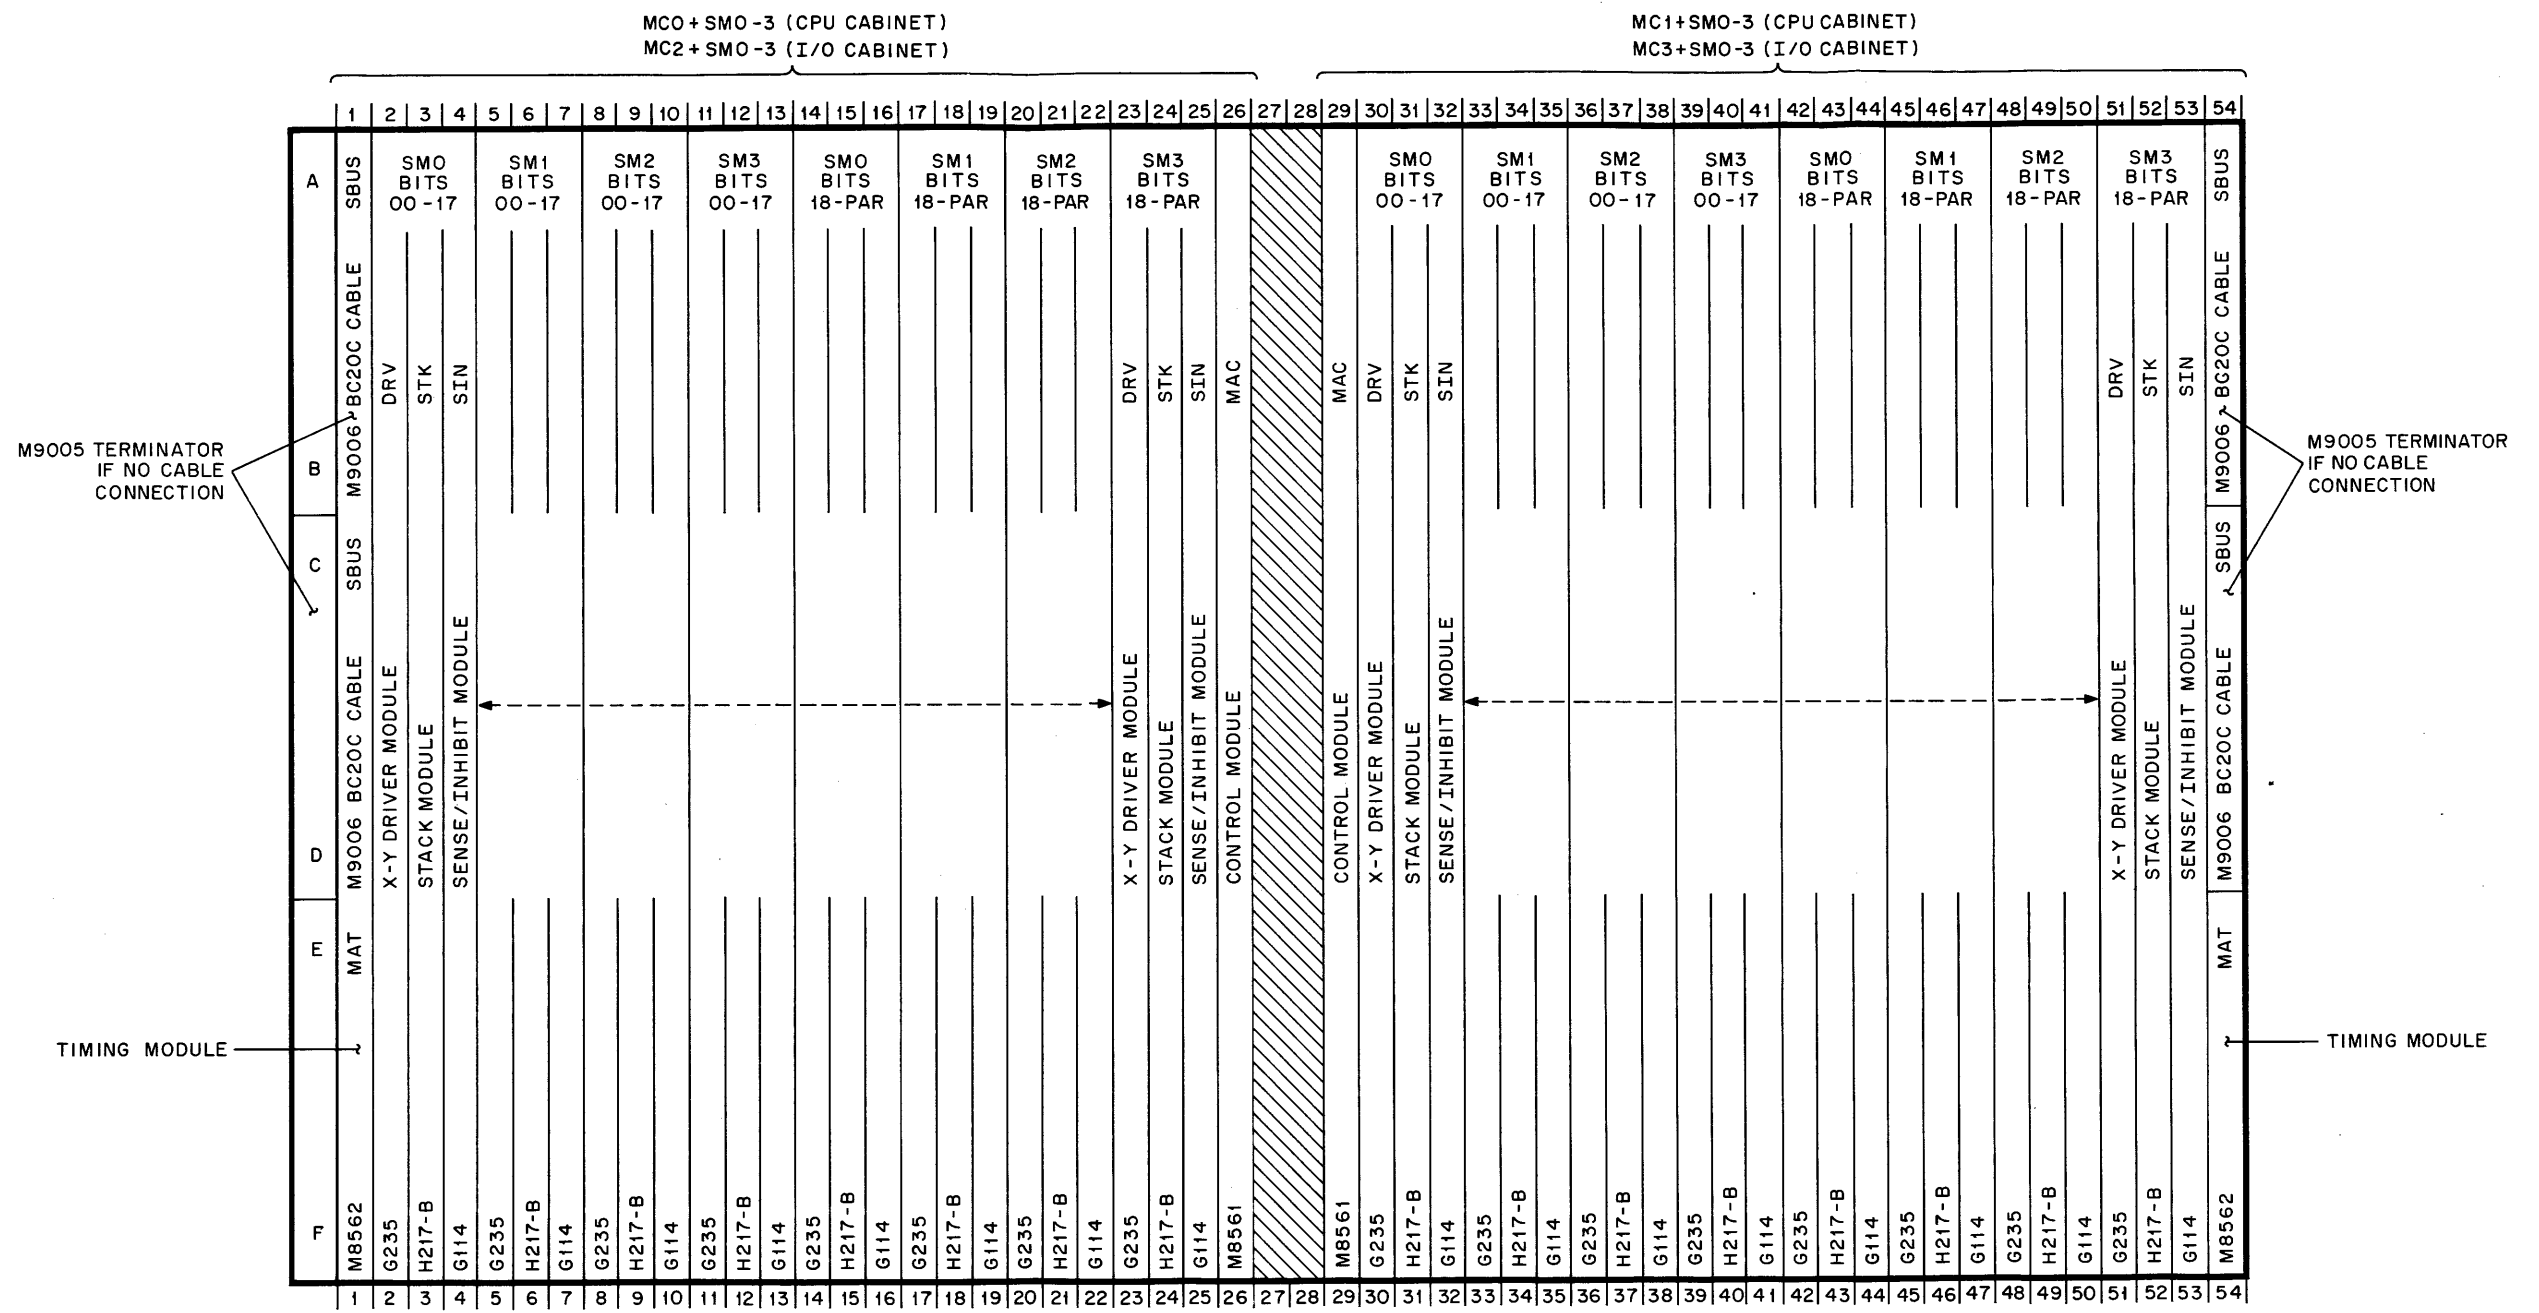 MC0+SM0-3 (CPU CABINET)
MC2+SM0-3 (I/O CABINET)
MC1+SM0-3 (CPU CABINET)
MC3+SM0-3 (I/O CABINET)
1 2 3 4 5 6 7 8 9 10 11 12 13 14 15 16 17 18 19 20 21 22 23 24 25 26 27 28 29 30 31 32 33 34 35 36 37 38 39 40 41 42 43 44 45 46 47 48 49 50 51 52 53 54
A
SBUS
SM0 SM1 SM2 SM3 SM0 SM1 SM2 SM3
BITS BITS BITS BITS BITS BITS BITS BITS
00-17 00-17 00-17 00-17 18-PAR 18-PAR 18-PAR 18-PAR
SM0 SM1 SM2 SM3 SM0 SM1 SM2 SM3
BITS BITS BITS BITS BITS BITS BITS BITS
00-17 00-17 00-17 00-17 18-PAR 18-PAR 18-PAR 18-PAR
SBUS
M9006 BC20C CABLE
DRV
STK
SIN
DRV
STK
SIN
MAC
MAC
DRV
STK
SIN
DRV
STK
SIN
M9006 BC20C CABLE
M9005 TERMINATOR
IF NO CABLE
CONNECTION
B
M9005 TERMINATOR
IF NO CABLE
CONNECTION
C
SBUS
SBUS
D
M9006 BC20C CABLE
X-Y DRIVER MODULE
STACK MODULE
SENSE/INHIBIT MODULE
X-Y DRIVER MODULE
STACK MODULE
SENSE/INHIBIT MODULE
CONTROL MODULE
CONTROL MODULE
X-Y DRIVER MODULE
STACK MODULE
SENSE/INHIBIT MODULE
X-Y DRIVER MODULE
STACK MODULE
SENSE/INHIBIT MODULE
M9006 BC20C CABLE
E
MAT
MAT
TIMING MODULE
TIMING MODULE
F
M8562 G235 H217-B G114 G235 H217-B G114 G235 H217-B G114 G235 H217-B G114 G235 H217-B G114 G235 H217-B G114 G235 H217-B G114 G235 H217-B G114 M8561
M8561 G235 H217-B G114 G235 H217-B G114 G235 H217-B G114 G235 H217-B G114 G235 H217-B G114 G235 H217-B G114 G235 H217-B G114 G235 H217-B G114 M8562
1 2 3 4 5 6 7 8 9 10 11 12 13 14 15 16 17 18 19 20 21 22 23 24 25 26 27 28 29 30 31 32 33 34 35 36 37 38 39 40 41 42 43 44 45 46 47 48 49 50 51 52 53 54